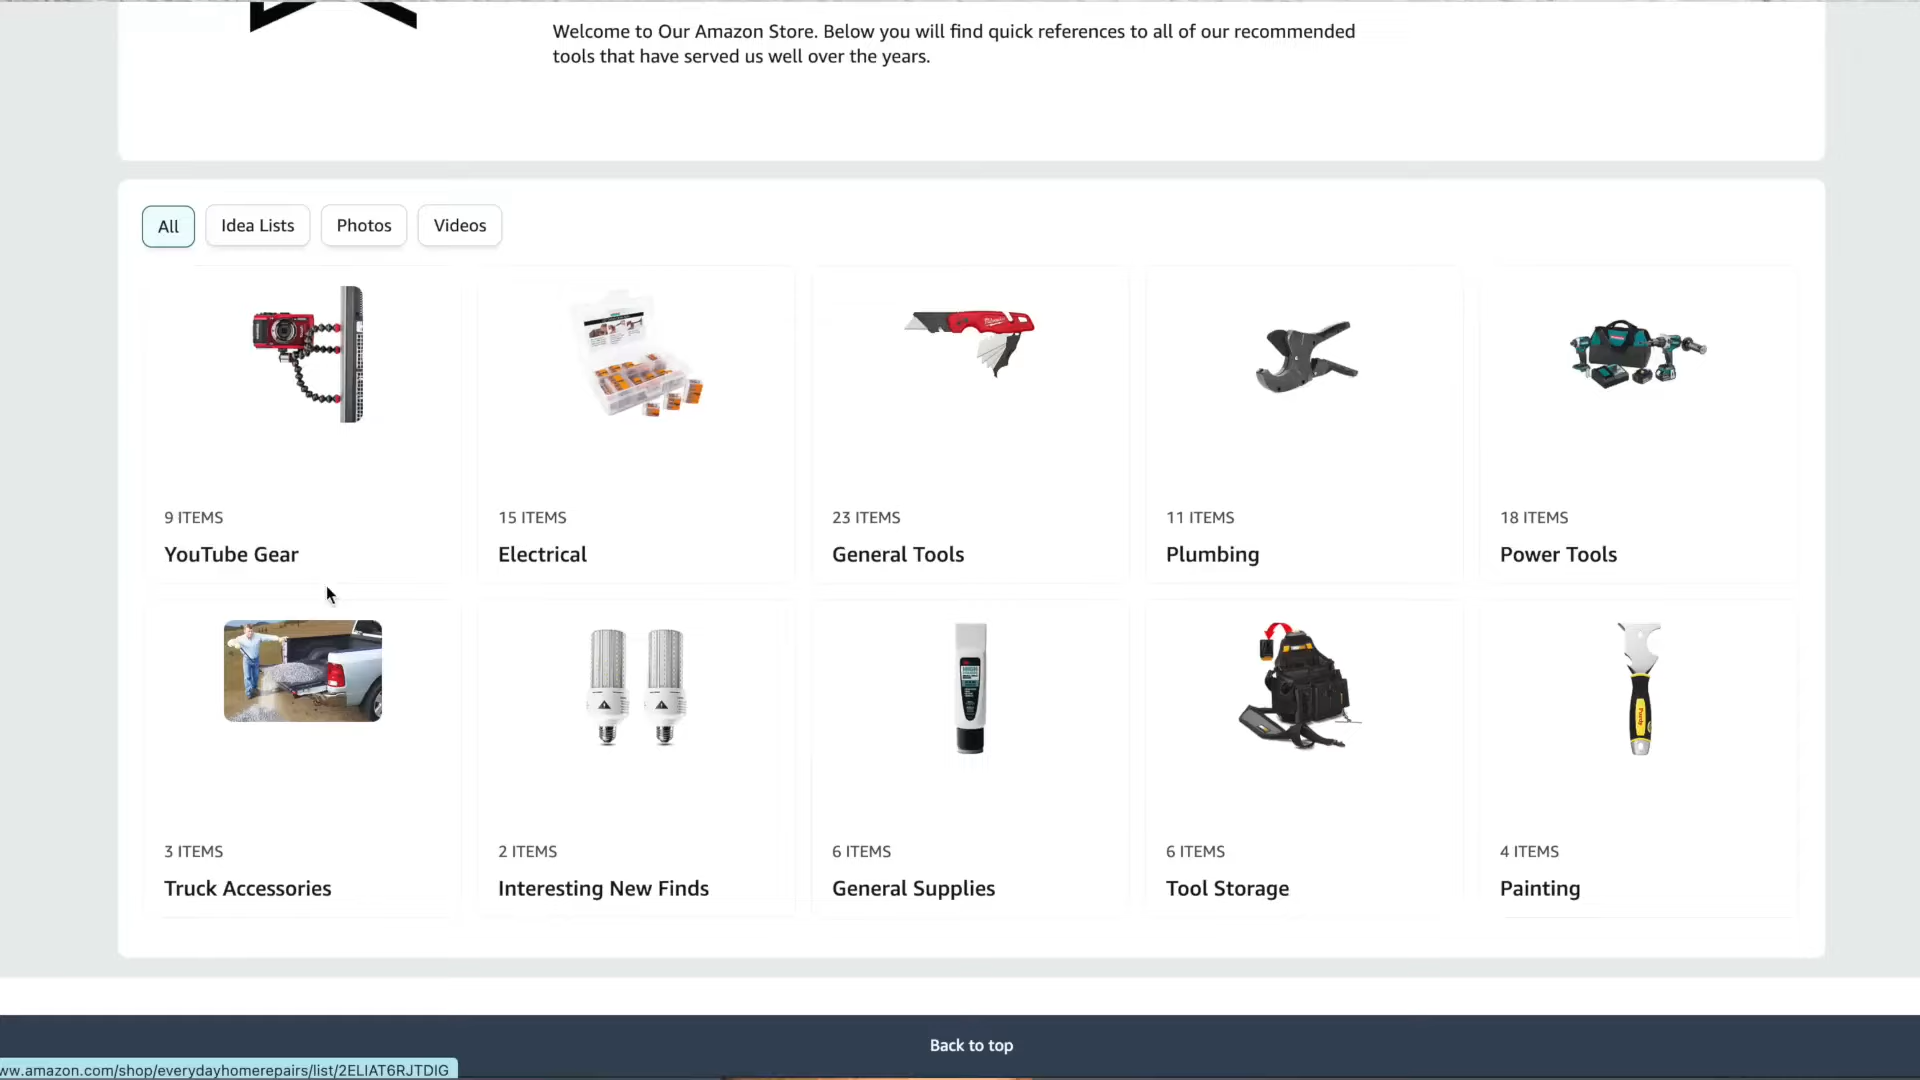 Welcome to Our Amazon Store. Below you will find quick references to all of our recommended
tools that have served us well over the years.
All
Idea Lists
Photos
Videos
9 ITEMS
YouTube Gear
15 ITEMS
Electrical
23 ITEMS
General Tools
11 ITEMS
Plumbing
18 ITEMS
Power Tools
3 ITEMS
Truck Accessories
2 ITEMS
Interesting New Finds
6 ITEMS
General Supplies
6 ITEMS
Tool Storage
4 ITEMS
Painting
Back to top
ww.amazon.com/shop/everydayhomerepairs/list/2ELIAT6RJTDIG